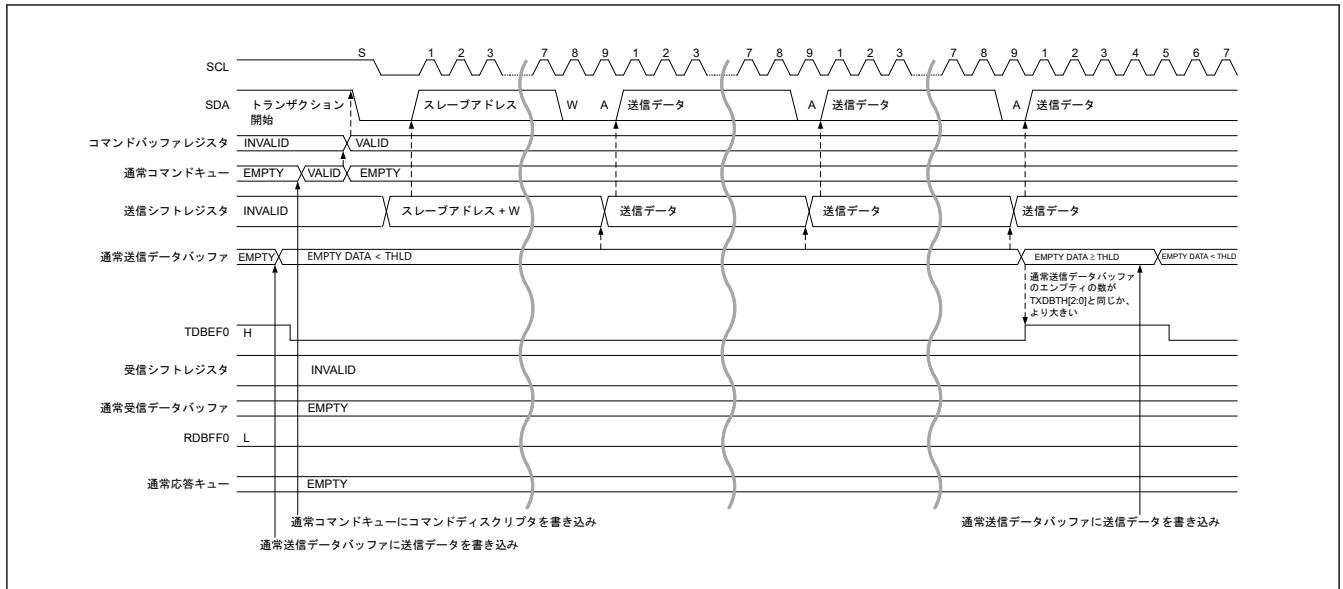 S 1 2 3 7 8 9 1 2 3 7 8 9 1 2 3 7 8 9 1 2 3 4 5 6 7
SCL
SDA トランザクション開始 スレーブアドレス W A 送信データ A 送信データ A 送信データ
コマンドバッファレジスタ INVALID VALID
通常コマンドキュー EMPTY VALID EMPTY
送信シフトレジスタ INVALID スレーブアドレス + W 送信データ 送信データ 送信データ
通常送信データバッファ EMPTY EMPTY DATA < THLD EMPTY DATA ≥ THLD EMPTY DATA < THLD
通常送信データバッファ
のエンプティの数が
TXDBTH[2:0]と同じか、
より大きい
TDBEF0 H
受信シフトレジスタ INVALID
通常受信データバッファ EMPTY
RDBFF0 L
通常応答キュー EMPTY
通常コマンドキューにコマンドディスクリプタを書き込み 通常送信データバッファに送信データを書き込み
通常送信データバッファに送信データを書き込み